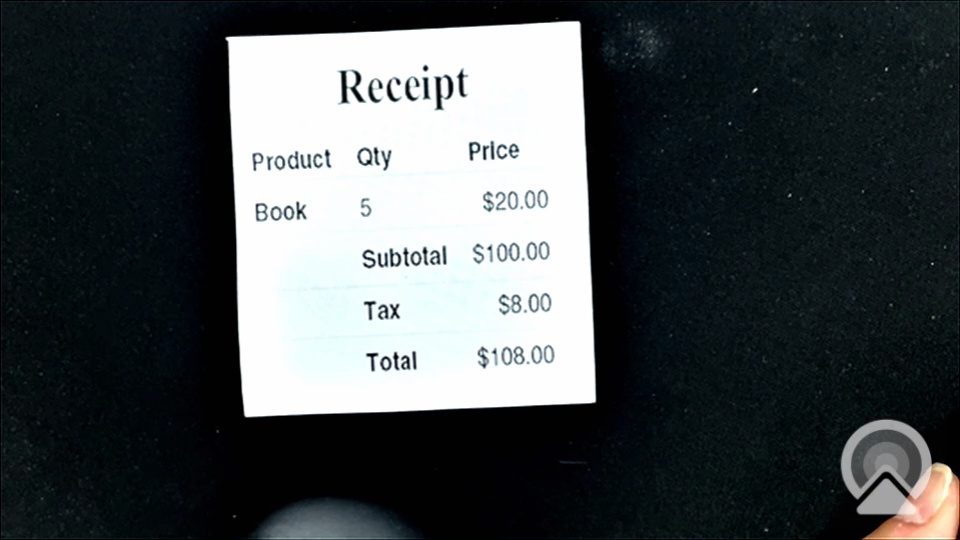 Receipt
Product Qty Price
Book 5 $20.00
Subtotal $100.00
Tax $8.00
Total $108.00